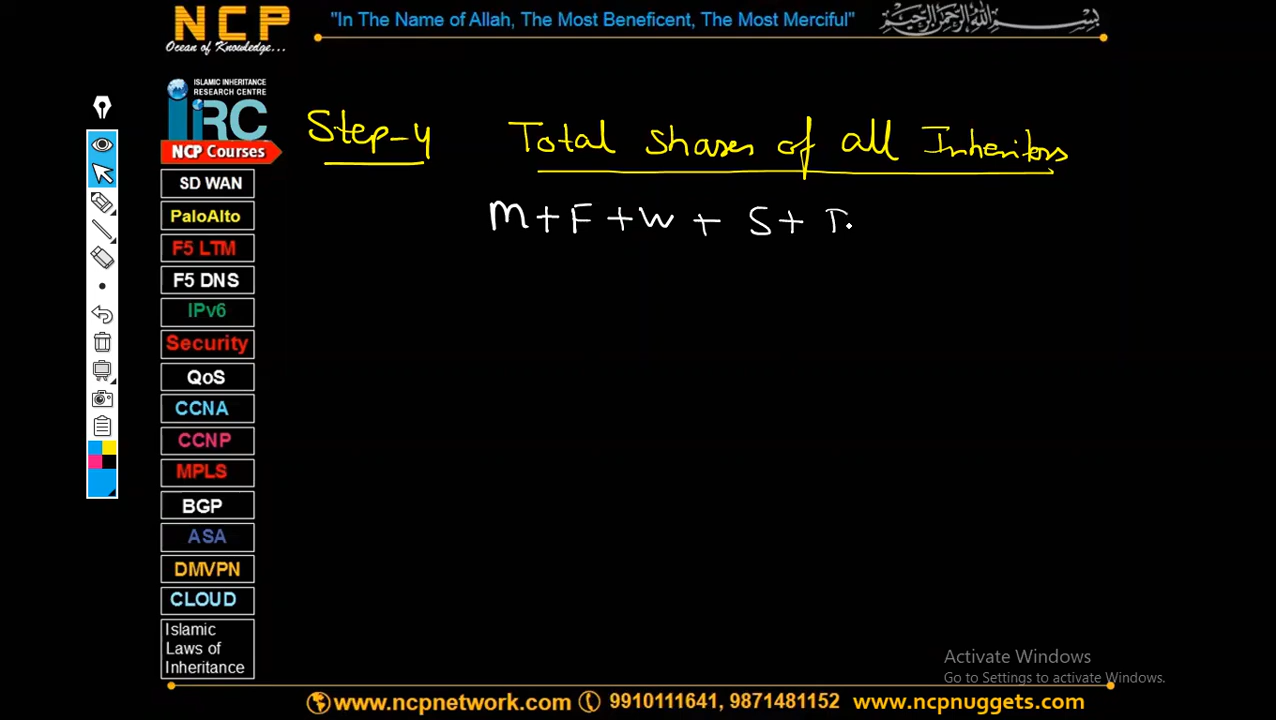 NCP
Ocean of Knowledge...
"In The Name of Allah, The Most Beneficent, The Most Merciful"
بسم الله الرحمن الرحيم
ISLAMIC INHERITANCE
RESEARCH CENTRE
IIRC
NCP Courses
Step-4 Total Shares of all Inheritors
M+F+W+ S+
SD WAN
PaloAlto
F5 LTM
F5 DNS
IPv6
Security
QoS
CCNA
CCNP
MPLS
BGP
ASA
DMVPN
CLOUD
Islamic
Laws of
Inheritance
Activate Windows
Go to Settings to activate Windows.
www.ncpnetwork.com 9910111641, 9871481152 www.ncpnuggets.com